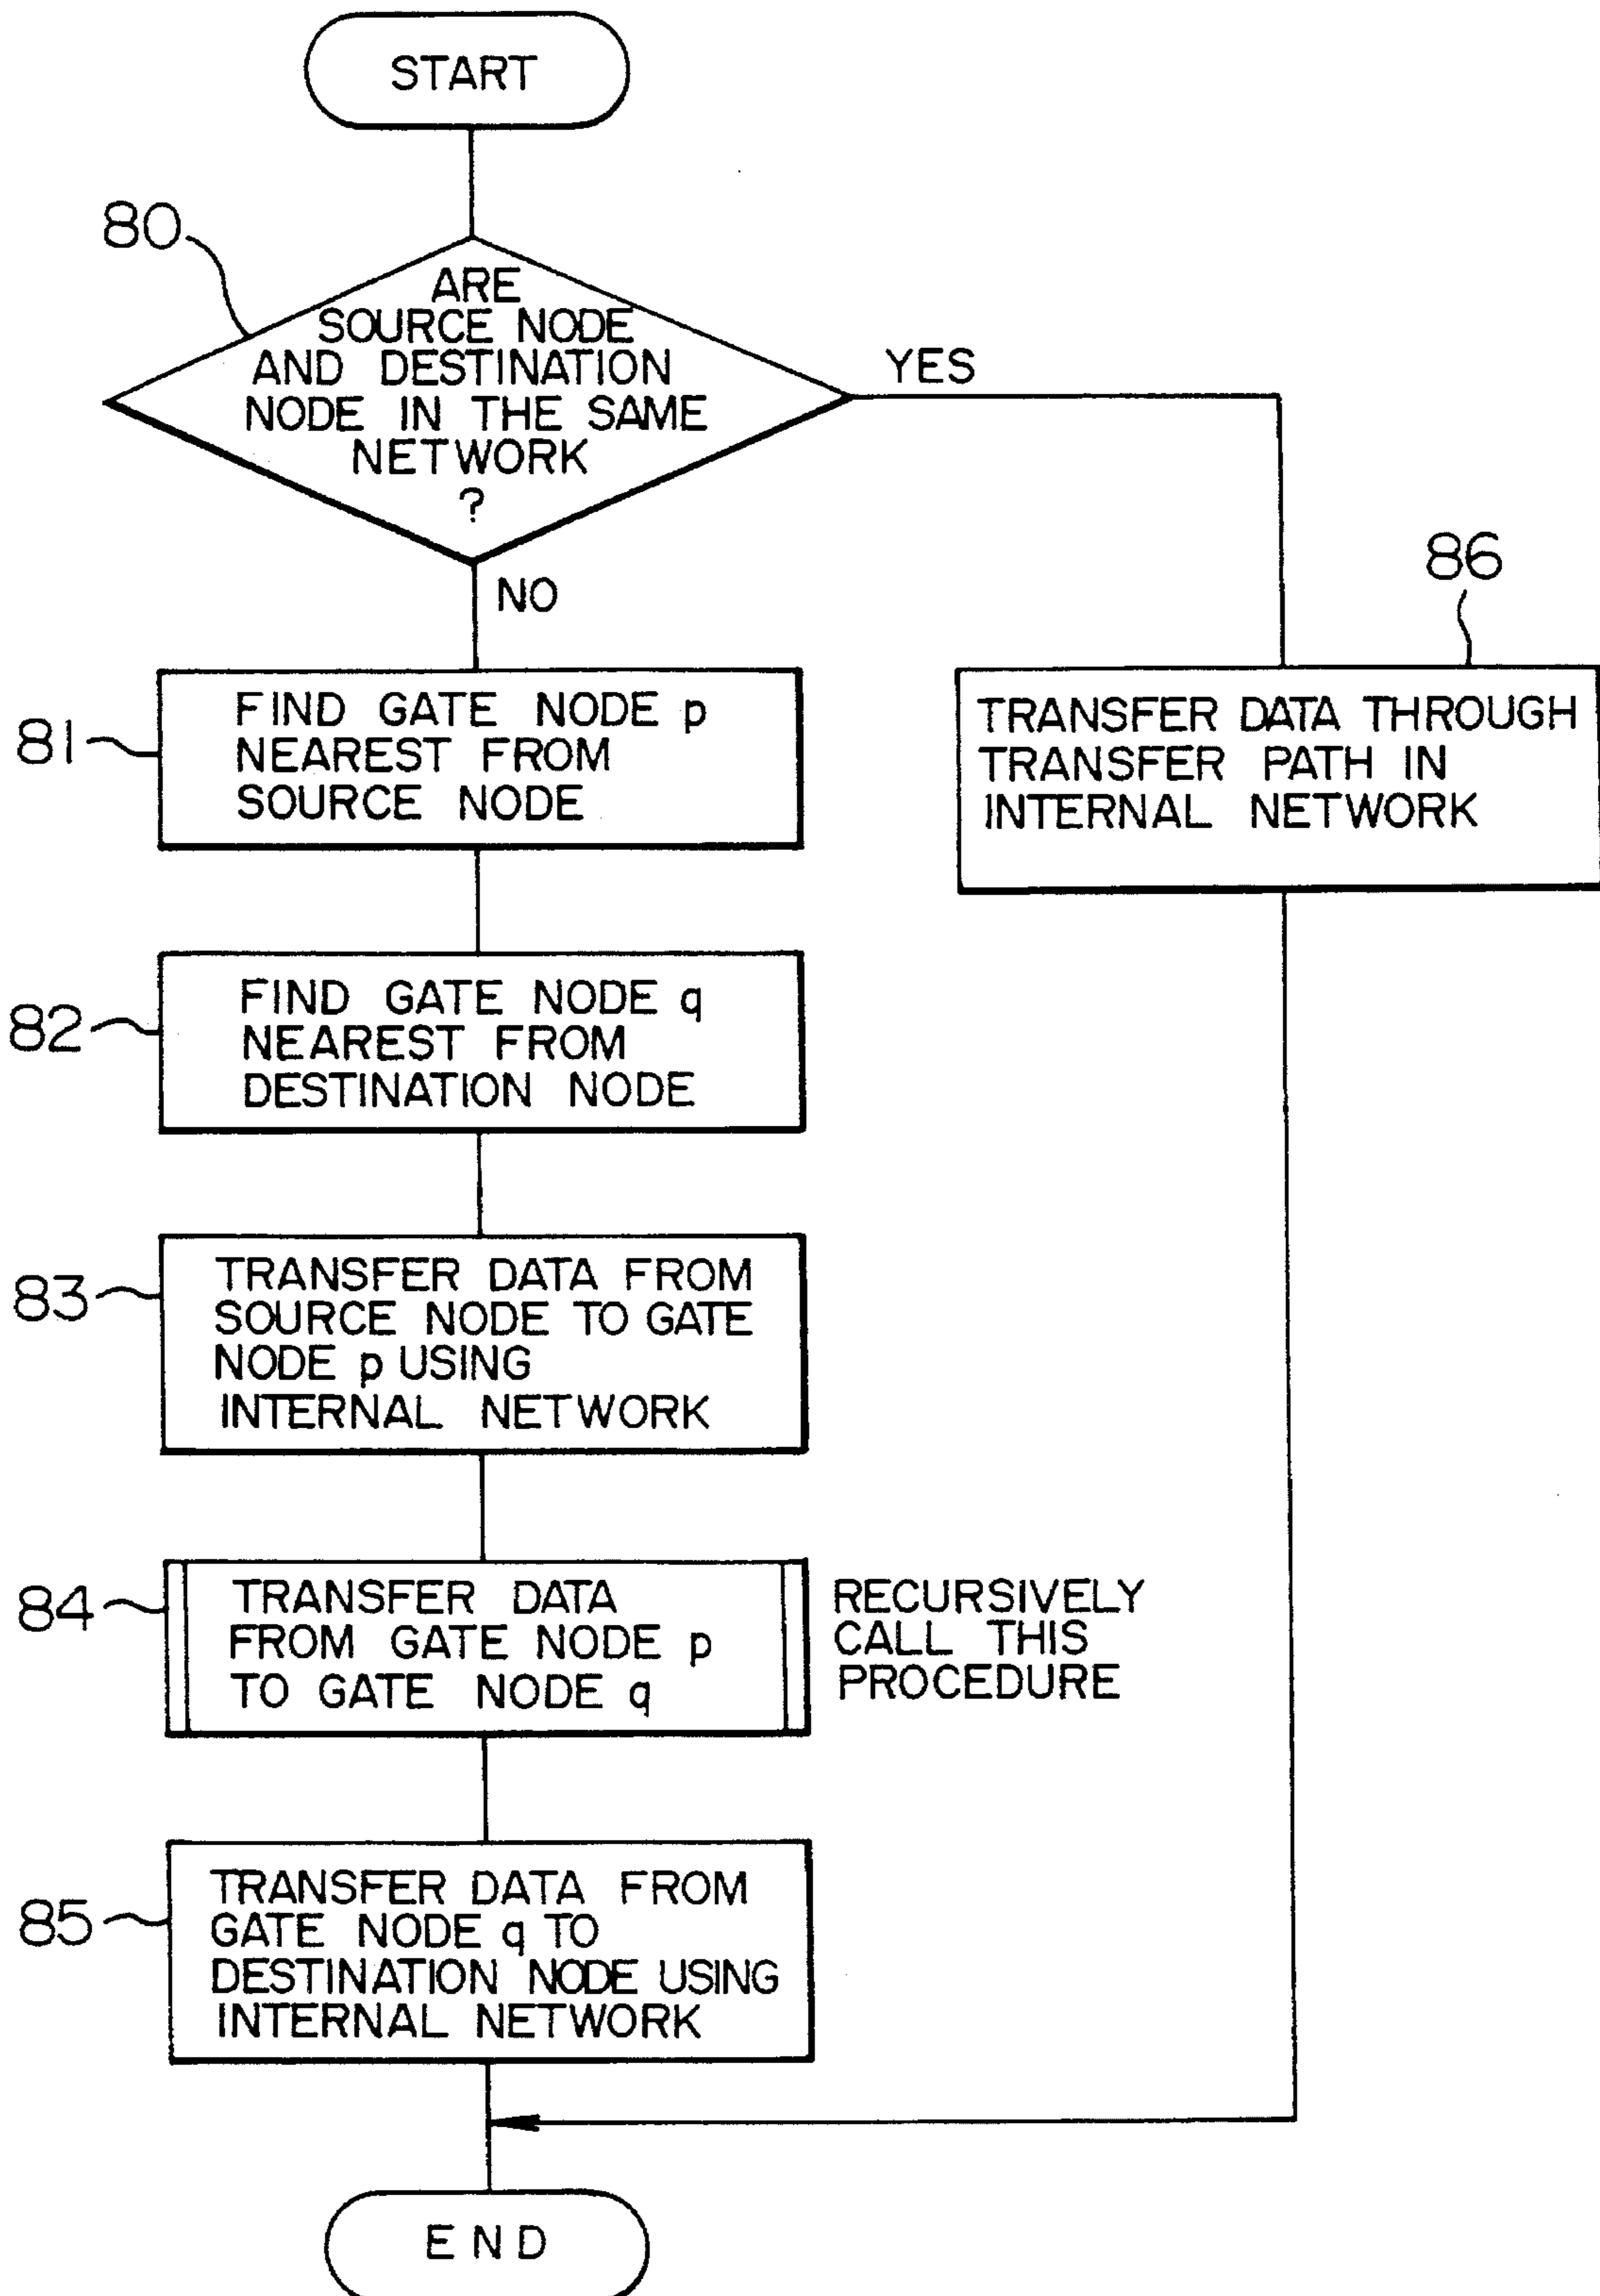 START
80
ARE
SOURCE NODE
AND DESTINATION
NODE IN THE SAME
NETWORK
?
YES
NO
86
81
FIND GATE NODE p
NEAREST FROM
SOURCE NODE
TRANSFER DATA THROUGH
TRANSFER PATH IN
INTERNAL NETWORK
82
FIND GATE NODE q
NEAREST FROM
DESTINATION NODE
83
TRANSFER DATA FROM
SOURCE NODE TO GATE
NODE p USING
INTERNAL NETWORK
84
TRANSFER DATA
FROM GATE NODE p
TO GATE NODE q
RECURSIVELY
CALL THIS
PROCEDURE
85
TRANSFER DATA FROM
GATE NODE q TO
DESTINATION NODE USING
INTERNAL NETWORK
END